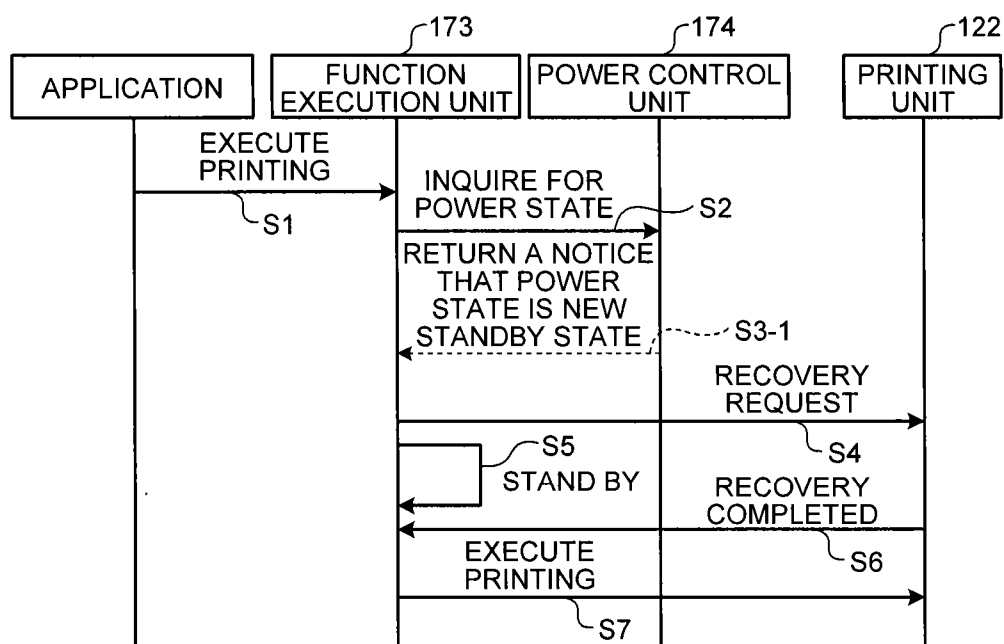 173
174
122
APPLICATION
FUNCTION
EXECUTION UNIT
POWER CONTROL
UNIT
PRINTING
UNIT
EXECUTE
PRINTING
S1
INQUIRE FOR
POWER STATE
S2
RETURN A NOTICE
THAT POWER
STATE IS NEW
STANDBY STATE
S3-1
RECOVERY
REQUEST
S4
S5
STAND BY
RECOVERY
COMPLETED
S6
EXECUTE
PRINTING
S7